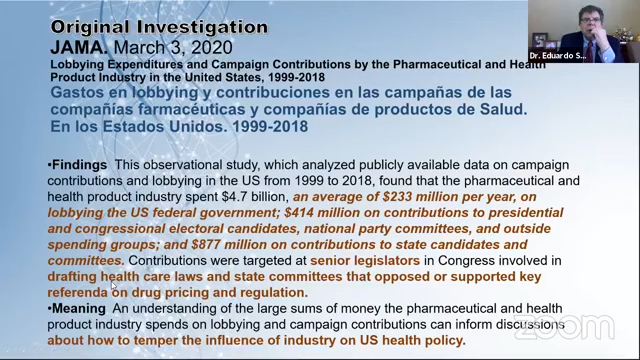 Original Investigation
JAMA. March 3, 2020
Lobbying Expenditures and Campaign Contributions by the Pharmaceutical and Health
Product Industry in the United States, 1999-2018
Gastos en lobbying y contribuciones en las campañas de las
compañías farmacéuticas y compañías de productos de Salud.
En los Estados Unidos. 1999-2018
•Findings This observational study, which analyzed publicly available data on campaign
contributions and lobbying in the US from 1999 to 2018, found that the pharmaceutical and
health product industry spent $4.7 billion, an average of $233 million per year, on
lobbying the US federal government; $414 million on contributions to presidential
and congressional electoral candidates, national party committees, and outside
spending groups; and $877 million on contributions to state candidates and
committees. Contributions were targeted at senior legislators in Congress involved in
drafting health care laws and state committees that opposed or supported key
referenda on drug pricing and regulation.
•Meaning An understanding of the large sums of money the pharmaceutical and health
product industry spends on lobbying and campaign contributions can inform discussions
about how to temper the influence of industry on US health policy.
Dr. Eduardo S...
zoom